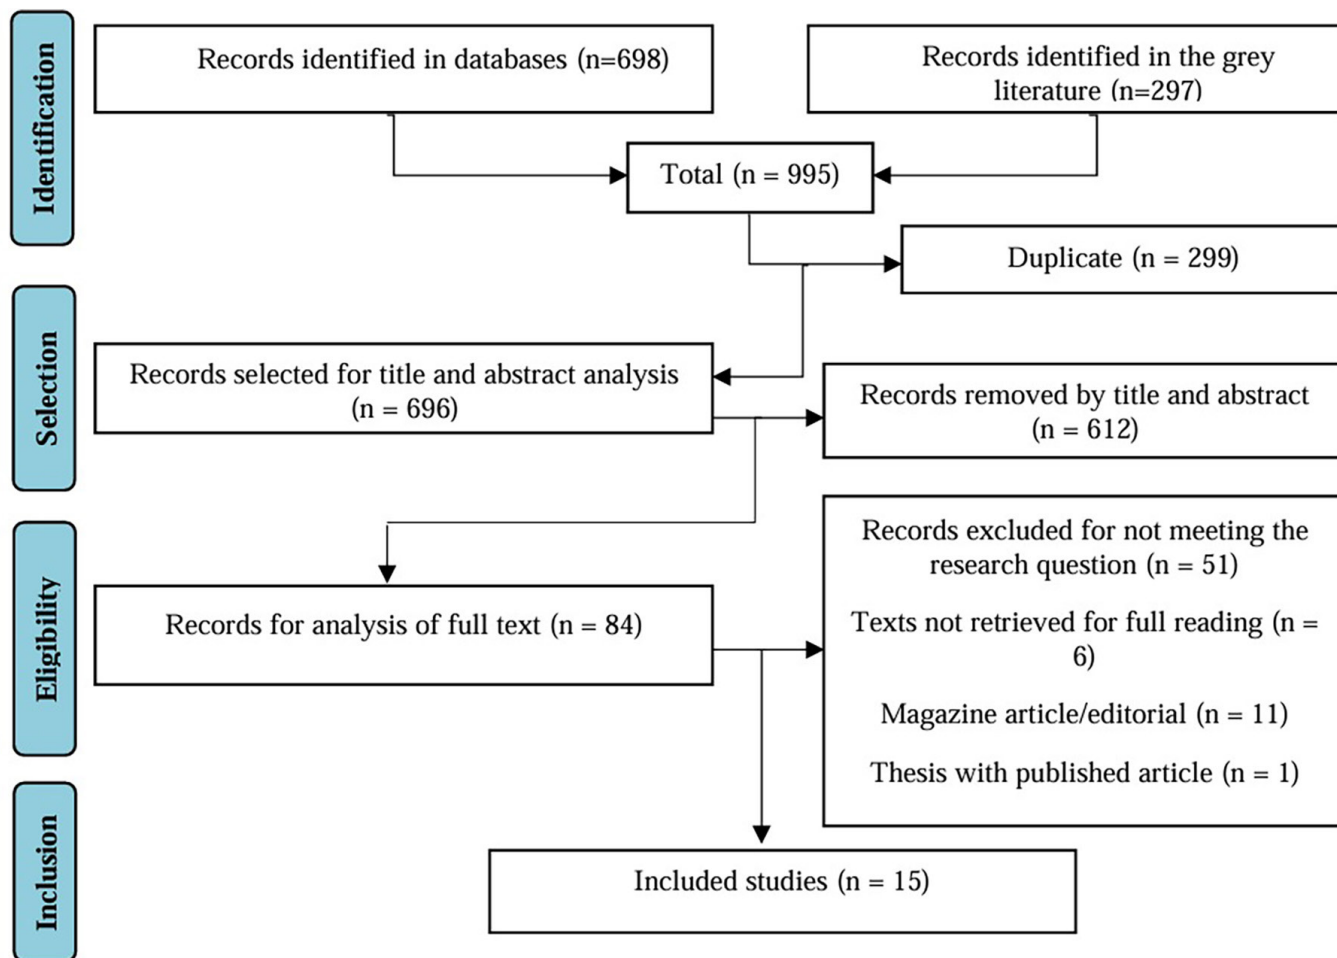 Identification
Records identified in databases (n=698)
Records identified in the grey
literature (n=297)
Total (n = 995)
Duplicate (n = 299)
Selection
Records selected for title and abstract analysis
(n = 696)
Records removed by title and abstract
(n = 612)
Eligibility
Records for analysis of full text (n = 84)
Records excluded for not meeting the
research question (n = 51)
Texts not retrieved for full reading (n =
6)
Magazine article/editorial (n = 11)
Thesis with published article (n = 1)
Inclusion
Included studies (n = 15)